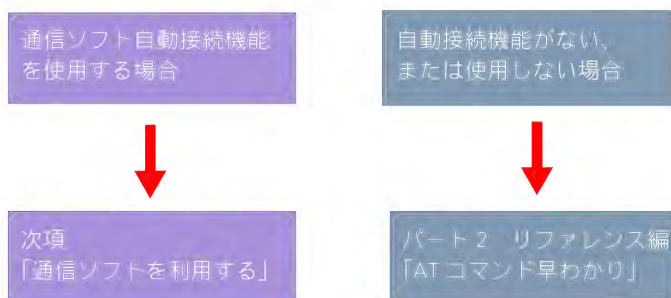 通信ソフト自動接続機能
を使用する場合
自動接続機能がない、
または使用しない場合
次項
「通信ソフトを利用する」
パート2 リファレンス編
「ATコマンド早わかり」